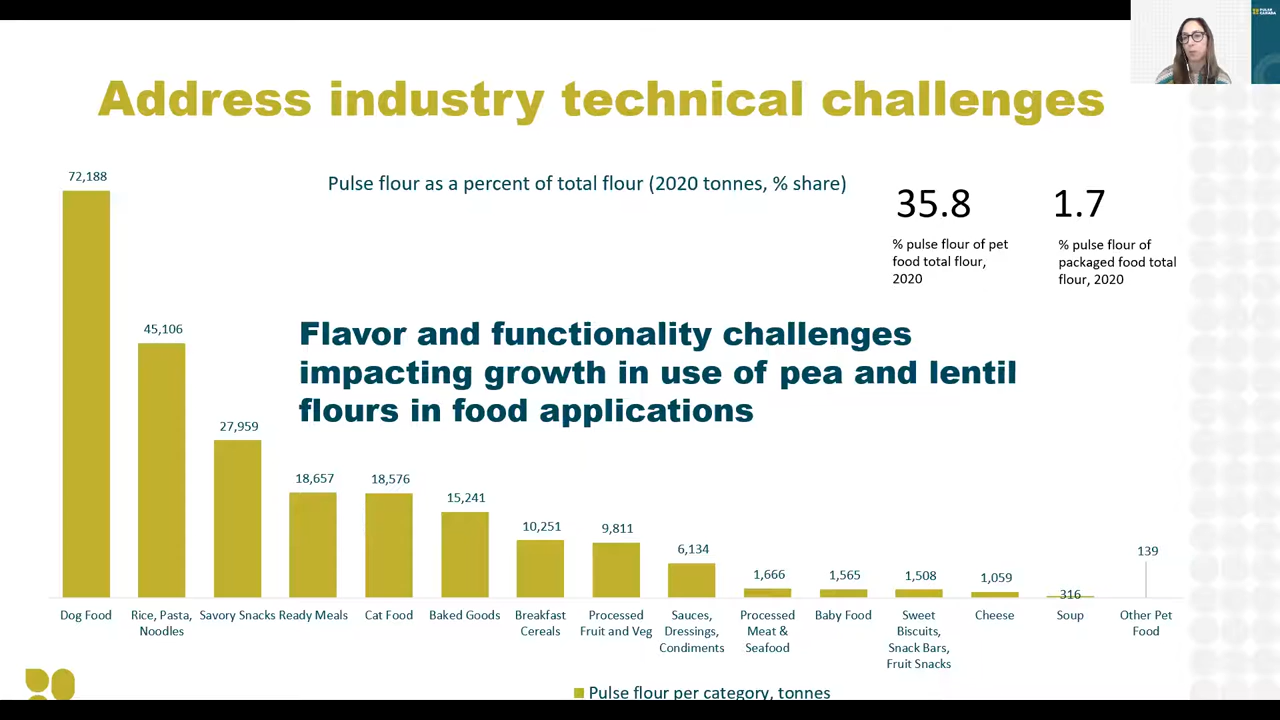 PULSE
CANADA
Address industry technical challenges
Pulse flour as a percent of total flour (2020 tonnes, % share)
35.8
% pulse flour of pet
food total flour,
2020
1.7
% pulse flour of
packaged food total
flour, 2020
Flavor and functionality challenges
impacting growth in use of pea and lentil
flours in food applications
72,188
45,106
27,959
18,657
18,576
15,241
10,251
9,811
6,134
1,666
1,565
1,508
1,059
316
139
Dog Food
Rice, Pasta,
Noodles
Savory Snacks
Ready Meals
Cat Food
Baked Goods
Breakfast
Cereals
Processed
Fruit and Veg
Sauces,
Dressings,
Condiments
Processed
Meat &
Seafood
Baby Food
Sweet
Biscuits,
Snack Bars,
Fruit Snacks
Cheese
Soup
Other Pet
Food
Pulse flour per category, tonnes